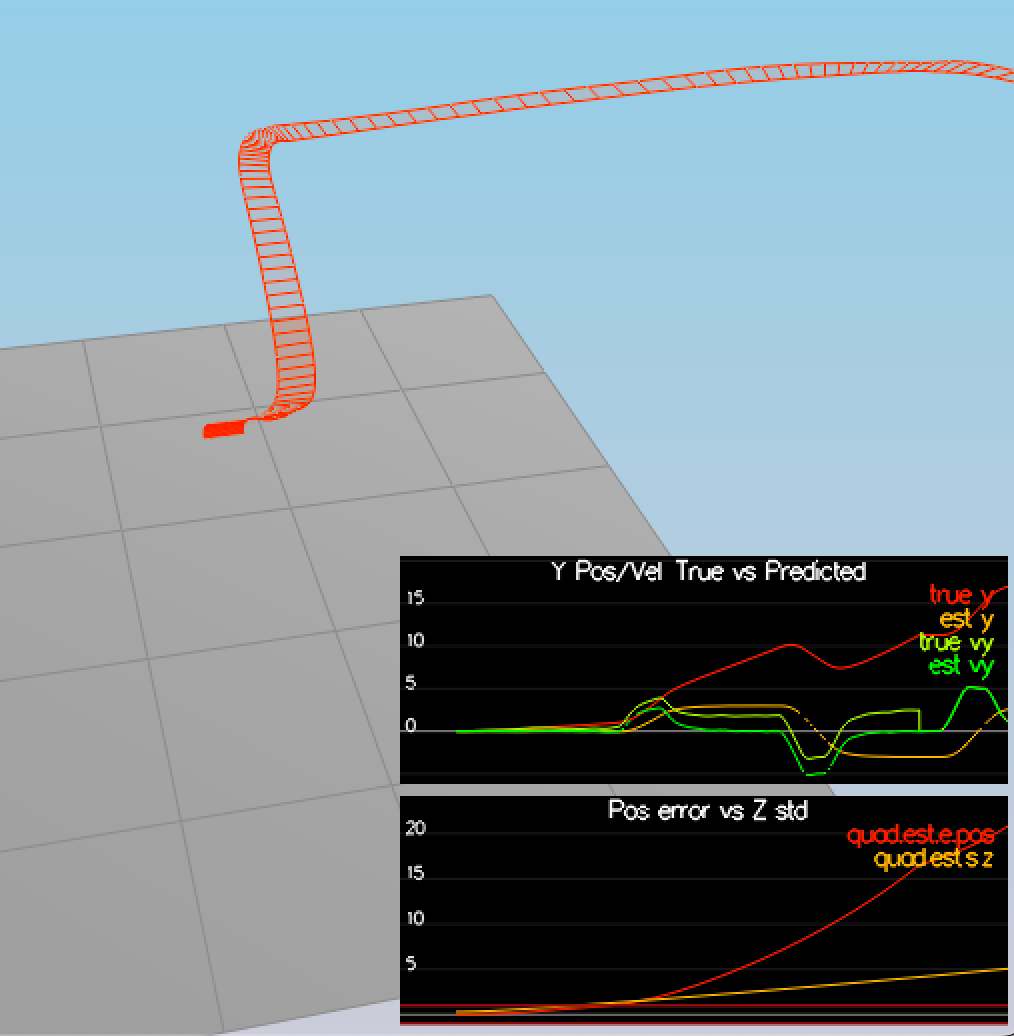 Y Pos/Vel True vs Predicted
15
true y
est y
10
true vy
est vy
5
0
Pos error vs Z std
20
quad.est.e.pos
quad.est.s.z
15
10
5